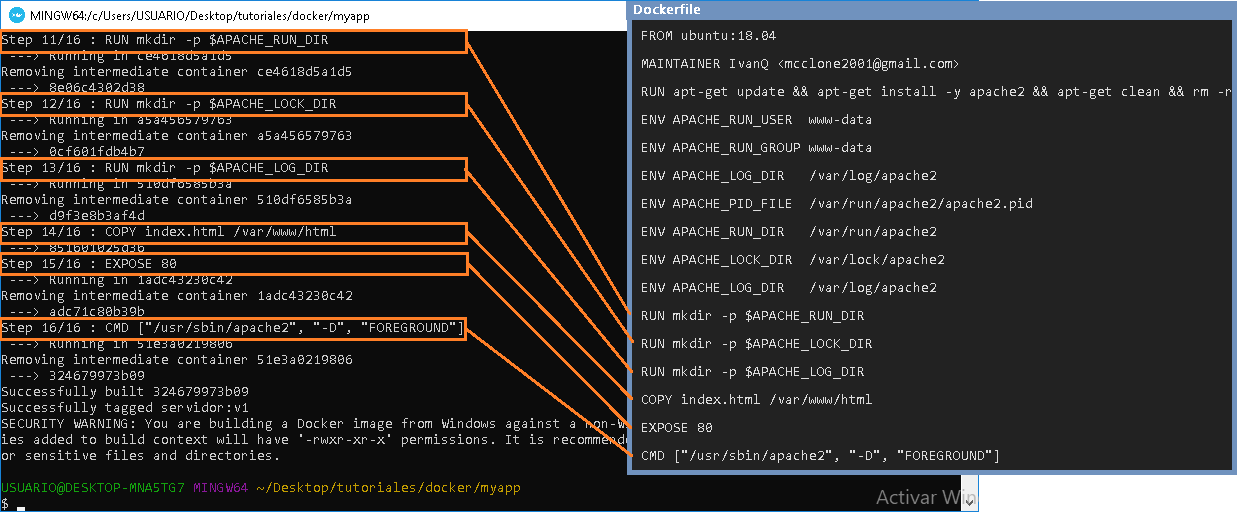 MINGW64:/c/Users/USUARIO/Desktop/tutoriales/docker/myapp
Step 11/16 : RUN mkdir -p $APACHE_RUN_DIR
---> Running in ce4618d5a1d5
Removing intermediate container ce4618d5a1d5
---> 8e06c4302d38
Step 12/16 : RUN mkdir -p $APACHE_LOCK_DIR
---> Running in a5a456579763
Removing intermediate container a5a456579763
---> 0cf601fdb4b7
Step 13/16 : RUN mkdir -p $APACHE_LOG_DIR
---> Running in 510df6585b3a
Removing intermediate container 510df6585b3a
---> d9f3e8b3af4d
Step 14/16 : COPY index.html /var/www/html
---> 851601025d36
Step 15/16 : EXPOSE 80
---> Running in 1adc43230c42
Removing intermediate container 1adc43230c42
---> adc71c80b39b
Step 16/16 : CMD ["/usr/sbin/apache2", "-D", "FOREGROUND"]
---> Running in 51e3a0219806
Removing intermediate container 51e3a0219806
---> 324679973b09
Successfully built 324679973b09
Successfully tagged servidor:v1
SECURITY WARNING: You are building a Docker image from Windows against a non-W
ies added to build context will have '-rwxr-xr-x' permissions. It is recommende
or sensitive files and directories.
USUARIO@DESKTOP-MNA5TG7 MINGW64 ~/Desktop/tutoriales/docker/myapp
$
Activar Win
Dockerfile
FROM ubuntu:18.04
MAINTAINER IvanQ <mcclone2001@gmail.com>
RUN apt-get update && apt-get install -y apache2 && apt-get clean && rm -r
ENV APACHE_RUN_USER www-data
ENV APACHE_RUN_GROUP www-data
ENV APACHE_LOG_DIR /var/log/apache2
ENV APACHE_PID_FILE /var/run/apache2/apache2.pid
ENV APACHE_RUN_DIR /var/run/apache2
ENV APACHE_LOCK_DIR /var/lock/apache2
ENV APACHE_LOG_DIR /var/log/apache2
RUN mkdir -p $APACHE_RUN_DIR
RUN mkdir -p $APACHE_LOCK_DIR
RUN mkdir -p $APACHE_LOG_DIR
COPY index.html /var/www/html
EXPOSE 80
CMD ["/usr/sbin/apache2", "-D", "FOREGROUND"]